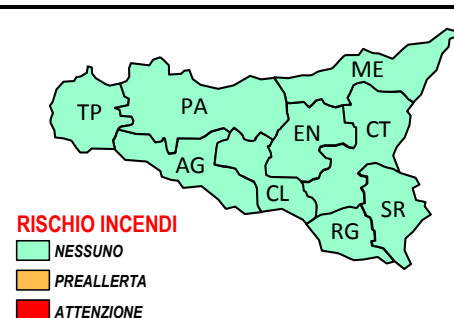 ME
PA
TP
EN
CT
AG
CL
SR
RG
RISCHIO INCENDI
NESSUNO
PREALLERTA
ATTENZIONE